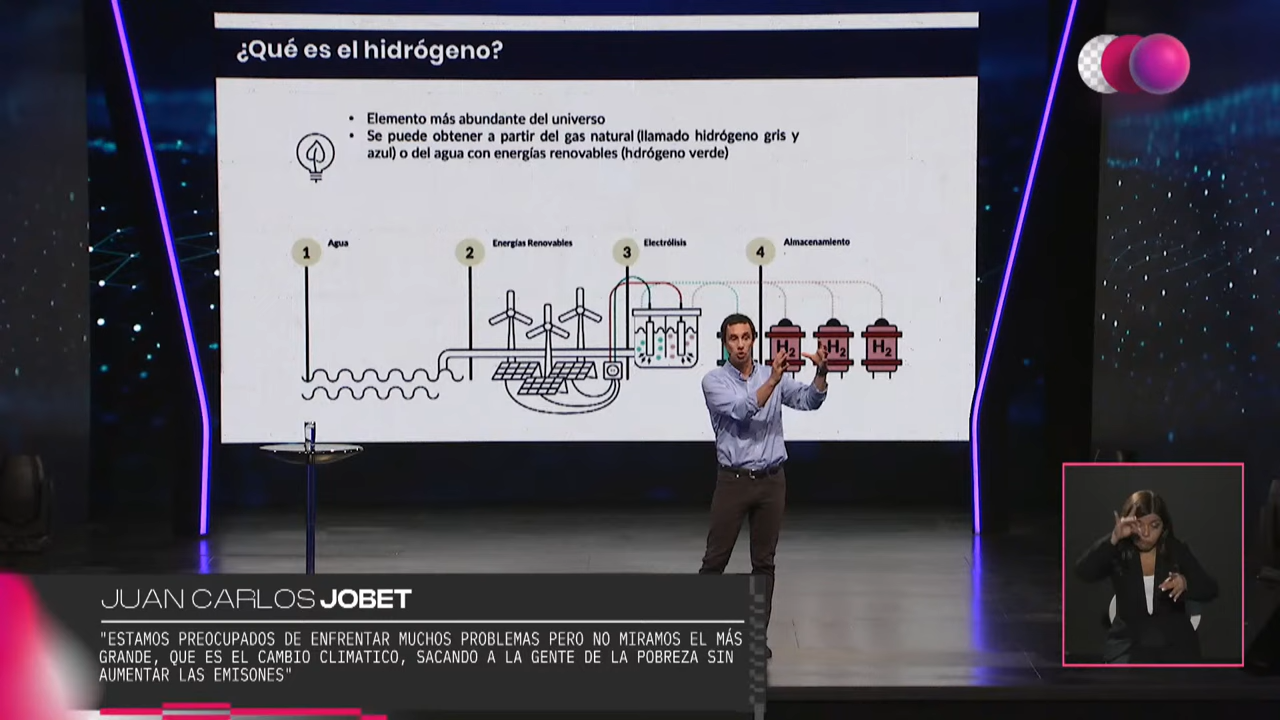 ¿Qué es el hidrógeno?
• Elemento más abundante del universo
• Se puede obtener a partir del gas natural (llamado hidrógeno gris y
azul) o del agua con energías renovables (hdrógeno verde)
1 Agua
2 Energías Renovables
3 Electrólisis
4 Almacenamiento
H₂ H₂ H₂
JUAN CARLOS JOBET
"ESTAMOS PREOCUPADOS DE ENFRENTAR MUCHOS PROBLEMAS PERO NO MIRAMOS EL MÁS
GRANDE, QUE ES EL CAMBIO CLIMATICO, SACANDO A LA GENTE DE LA POBREZA SIN
AUMENTAR LAS EMISONES"